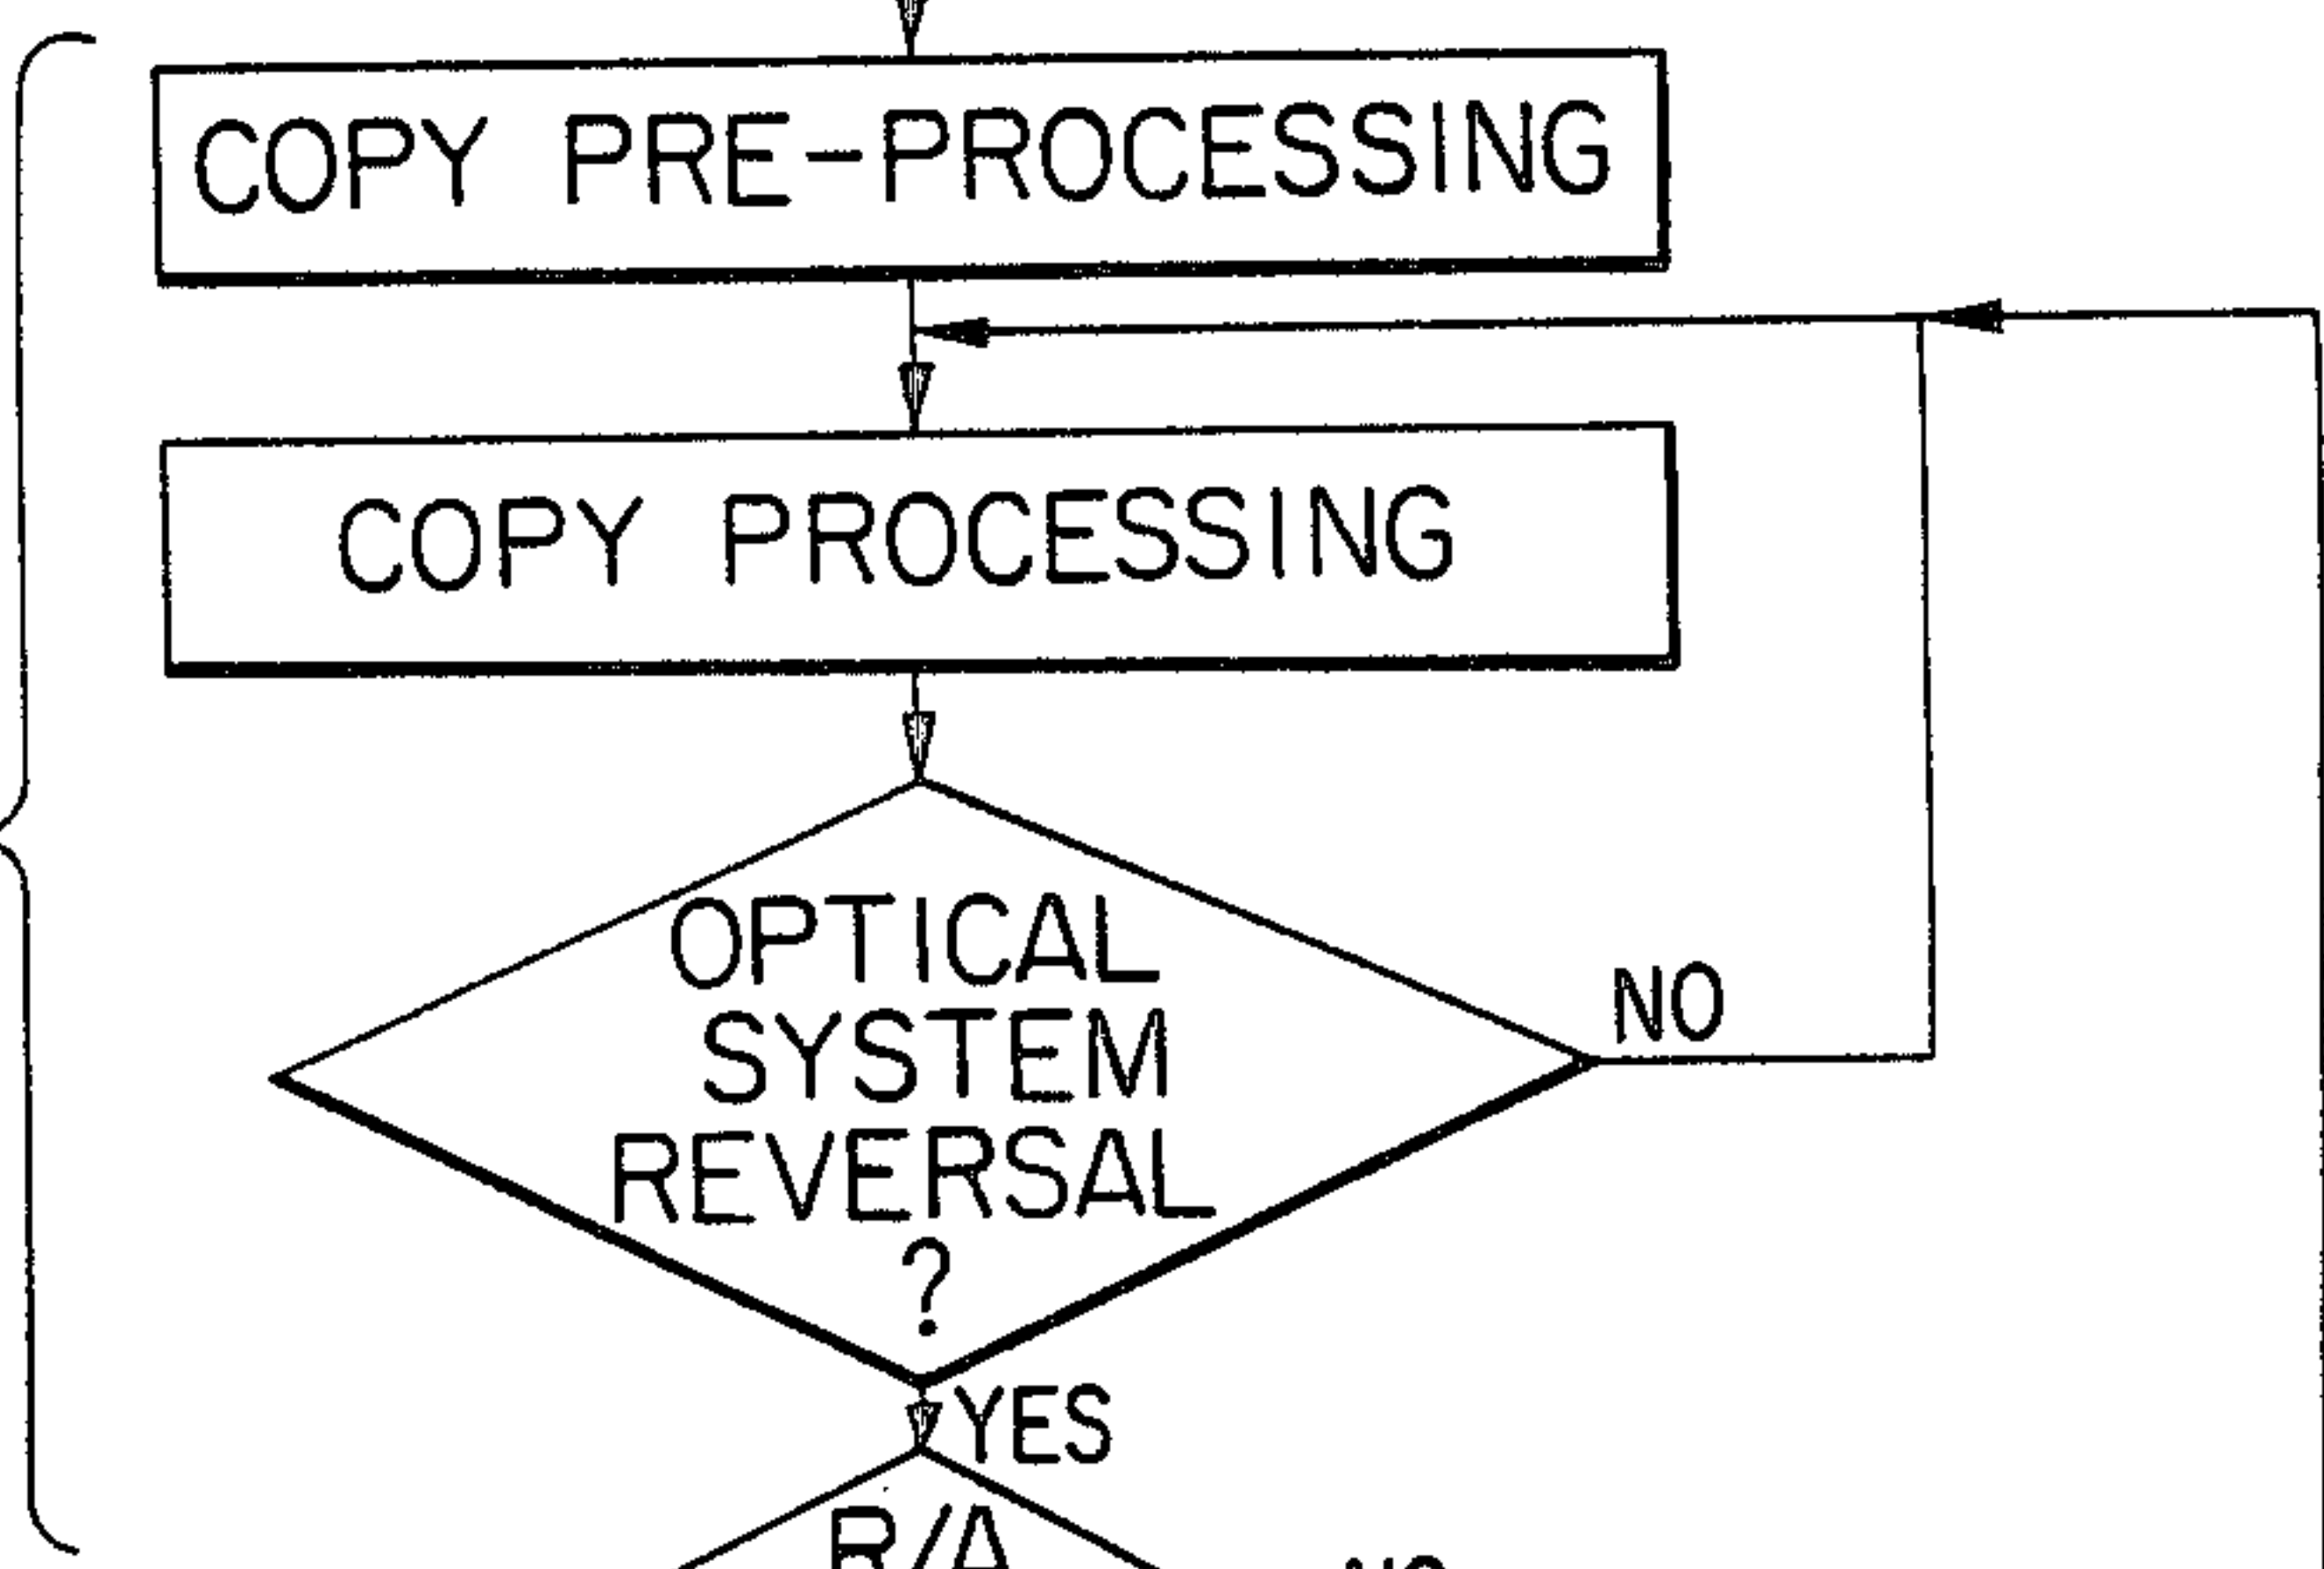 COPY PRE-PROCESSING
COPY PROCESSING
OPTICAL
SYSTEM
REVERSAL
?
NO
YES